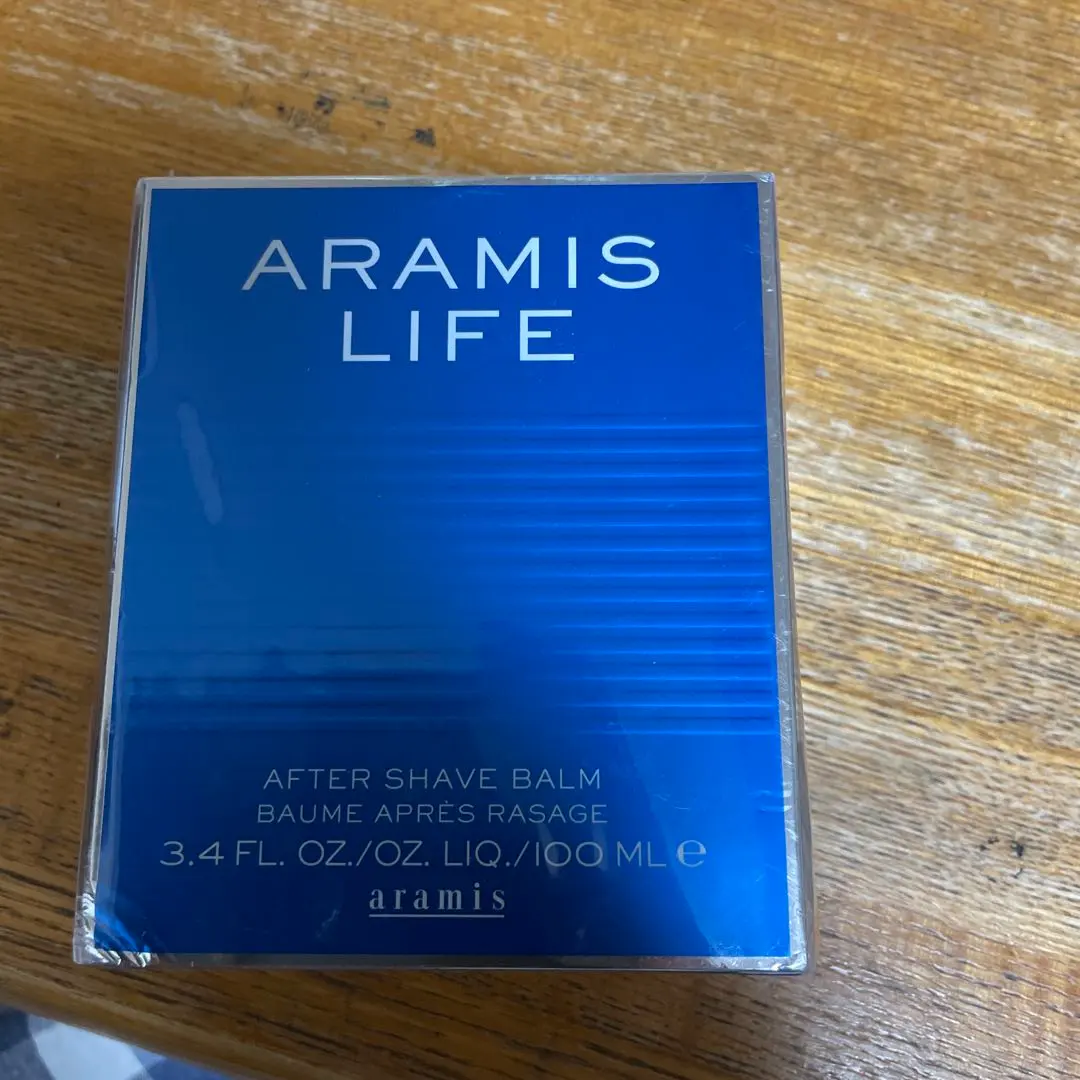 ARAMIS
LIFE
AFTER SHAVE BALM
BAUME APRÈS RASAGE
3.4 FL. OZ./OZ. LIQ./100 ML ℮
aramis